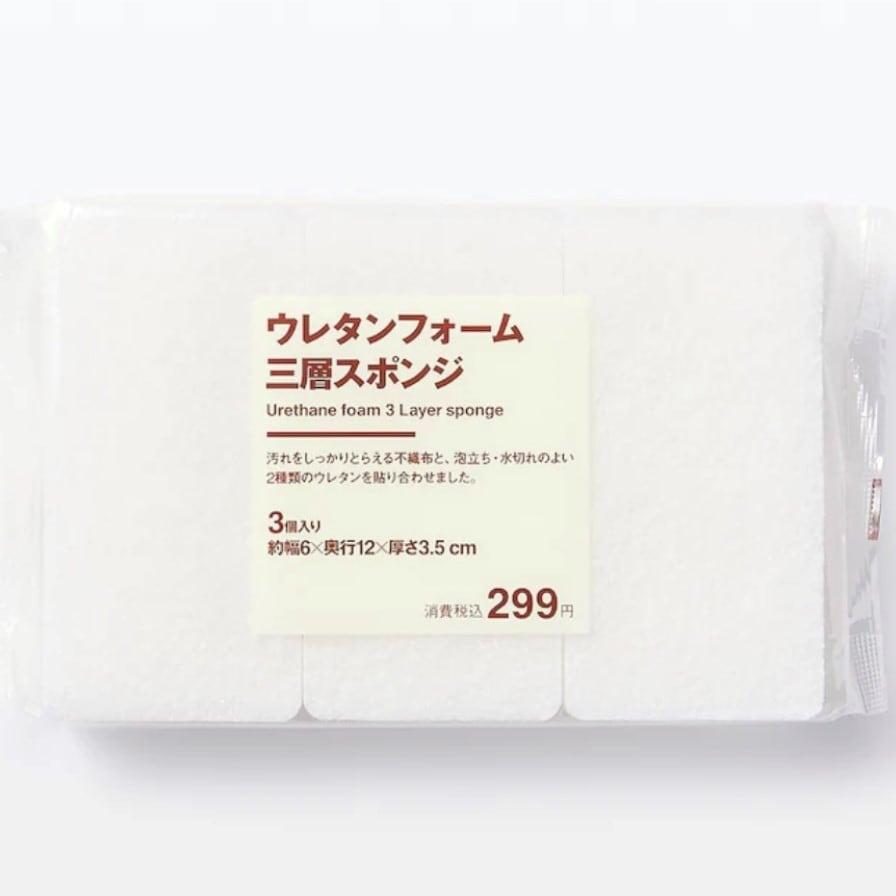 ウレタンフォーム
三層スポンジ
Urethane foam 3 Layer sponge
汚れをしっかりとらえる不織布と、泡立ち・水切れのよい
2種類のウレタンを貼り合わせました。
3個入り
約幅6×奥行12×厚さ3.5 cm
消費税込299円